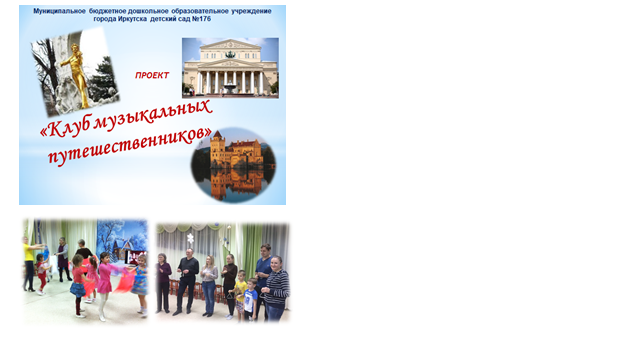 Муниципальное бюджетное дошкольное образовательное учреждение
города Иркутска детский сад №176
ПРОЕКТ
«Клуб музыкальных
путешественников»